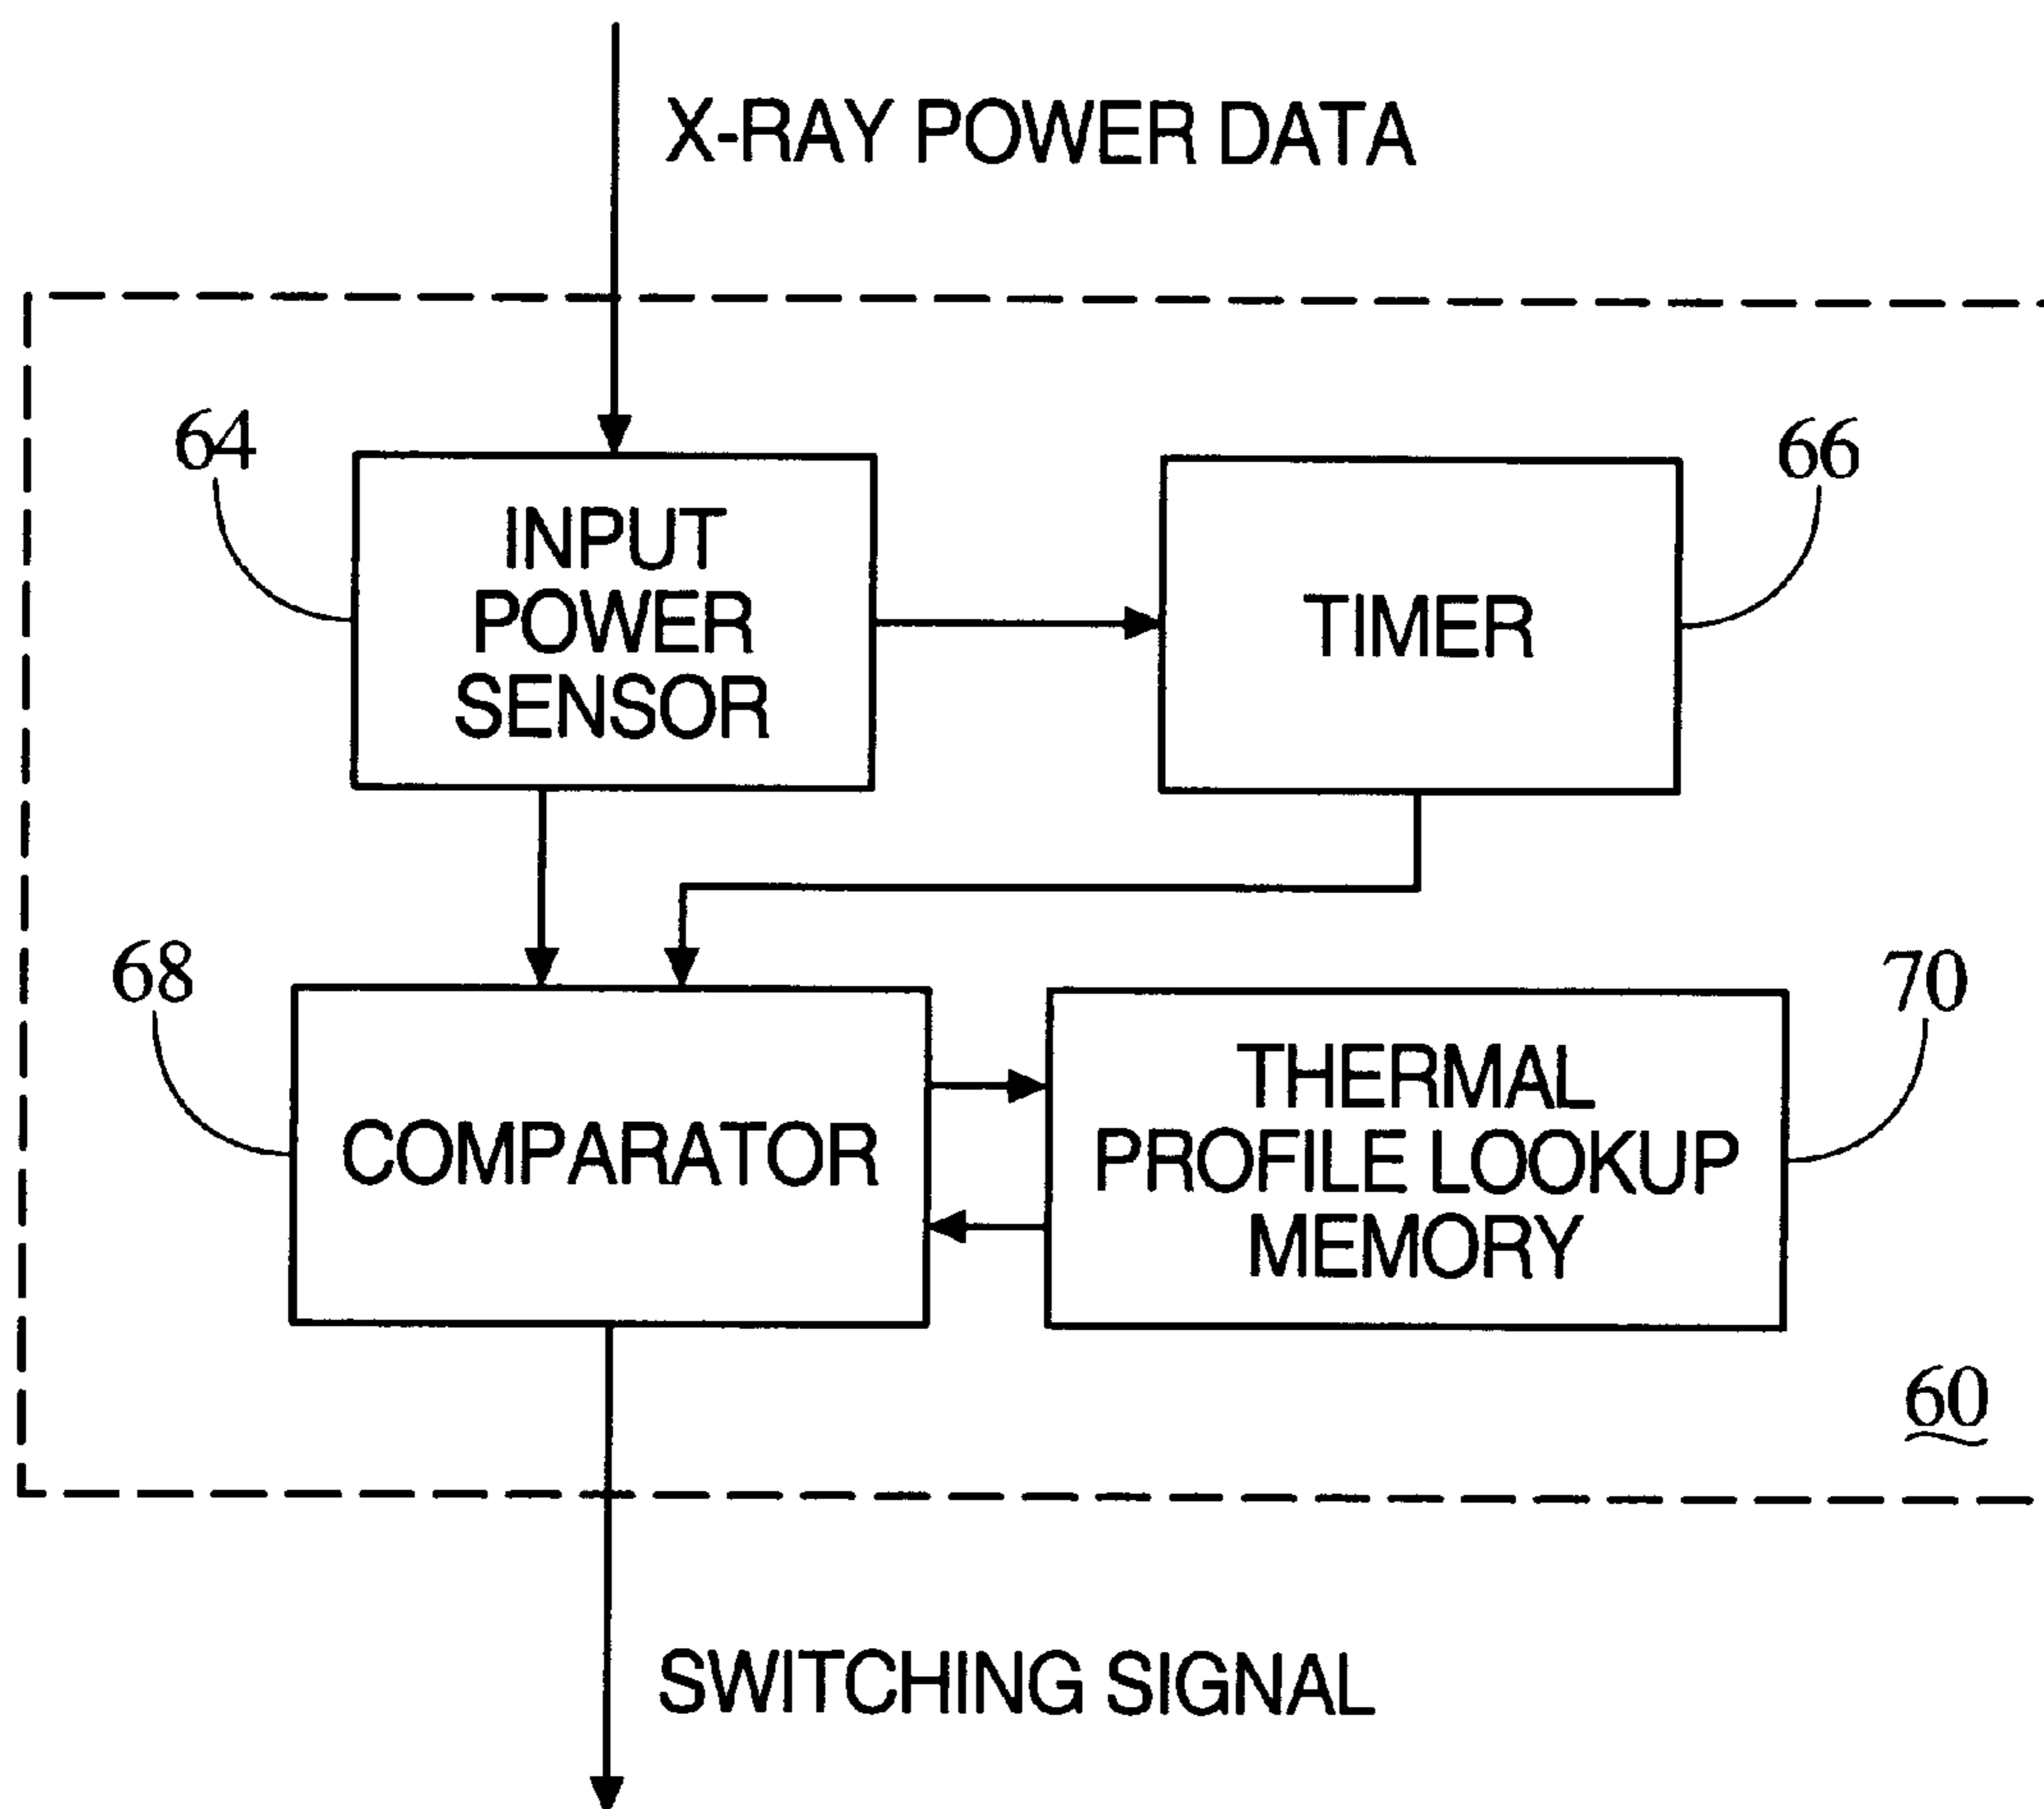 X-RAY POWER DATA
64
INPUT
POWER
SENSOR
66
TIMER
68
COMPARATOR
70
THERMAL
PROFILE LOOKUP
MEMORY
60
SWITCHING SIGNAL